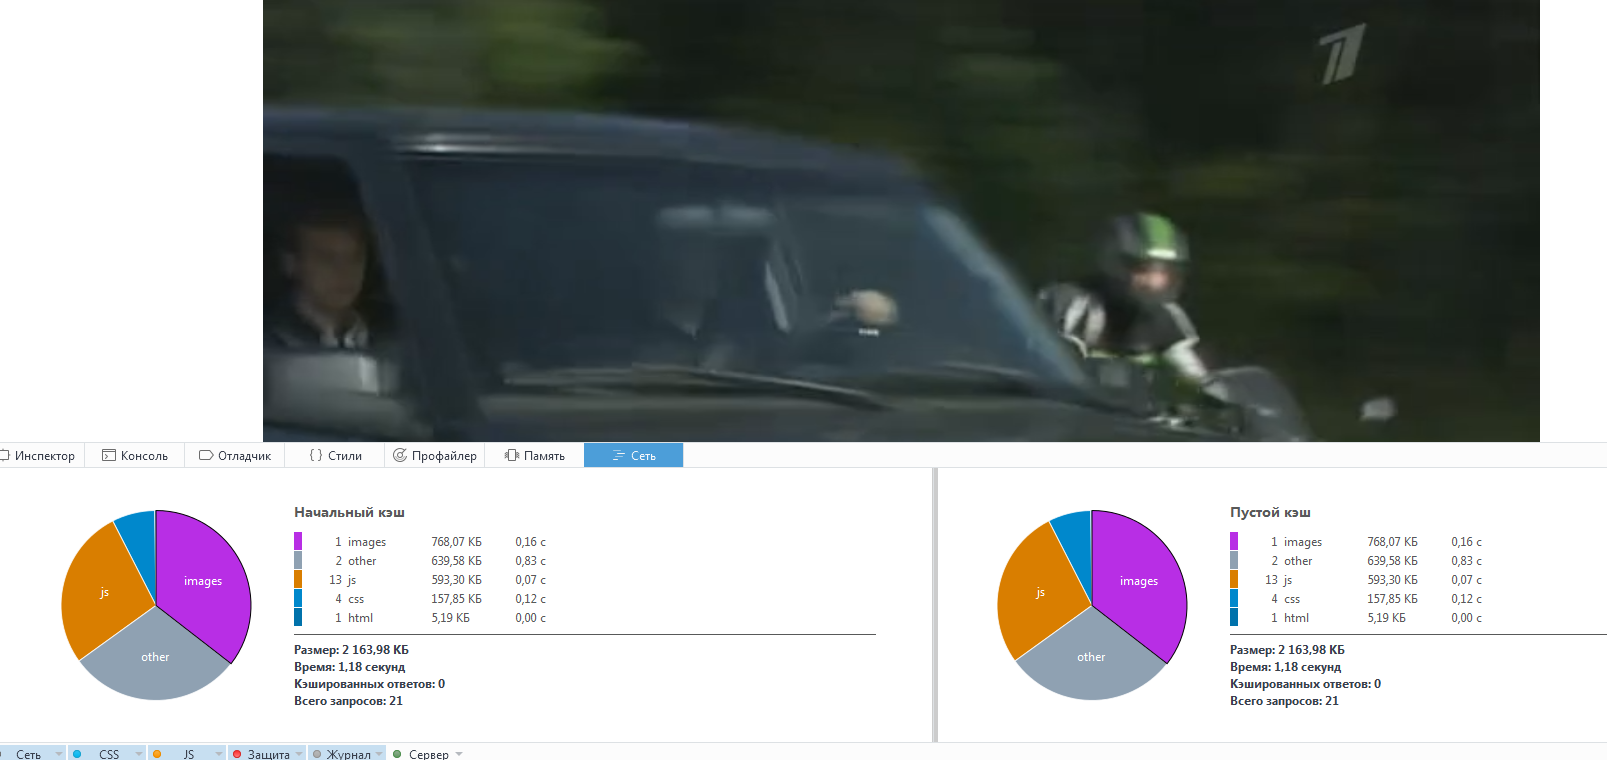 Инспектор Консоль Отладчик { } Стили Профайлер Память Сеть
Начальный кэш
1 images 768,07 КБ 0,16 с
2 other 639,58 КБ 0,83 с
13 js 593,30 КБ 0,07 с
4 css 157,85 КБ 0,12 с
1 html 5,19 КБ 0,00 с
Размер: 2 163,98 КБ
Время: 1,18 секунд
Кэшированных ответов: 0
Всего запросов: 21
js
images
other
Пустой кэш
1 images 768,07 КБ 0,16 с
2 other 639,58 КБ 0,83 с
13 js 593,30 КБ 0,07 с
4 css 157,85 КБ 0,12 с
1 html 5,19 КБ 0,00 с
Размер: 2 163,98 КБ
Время: 1,18 секунд
Кэшированных ответов: 0
Всего запросов: 21
js
images
other
Сеть CSS JS Защита Журнал Сервер